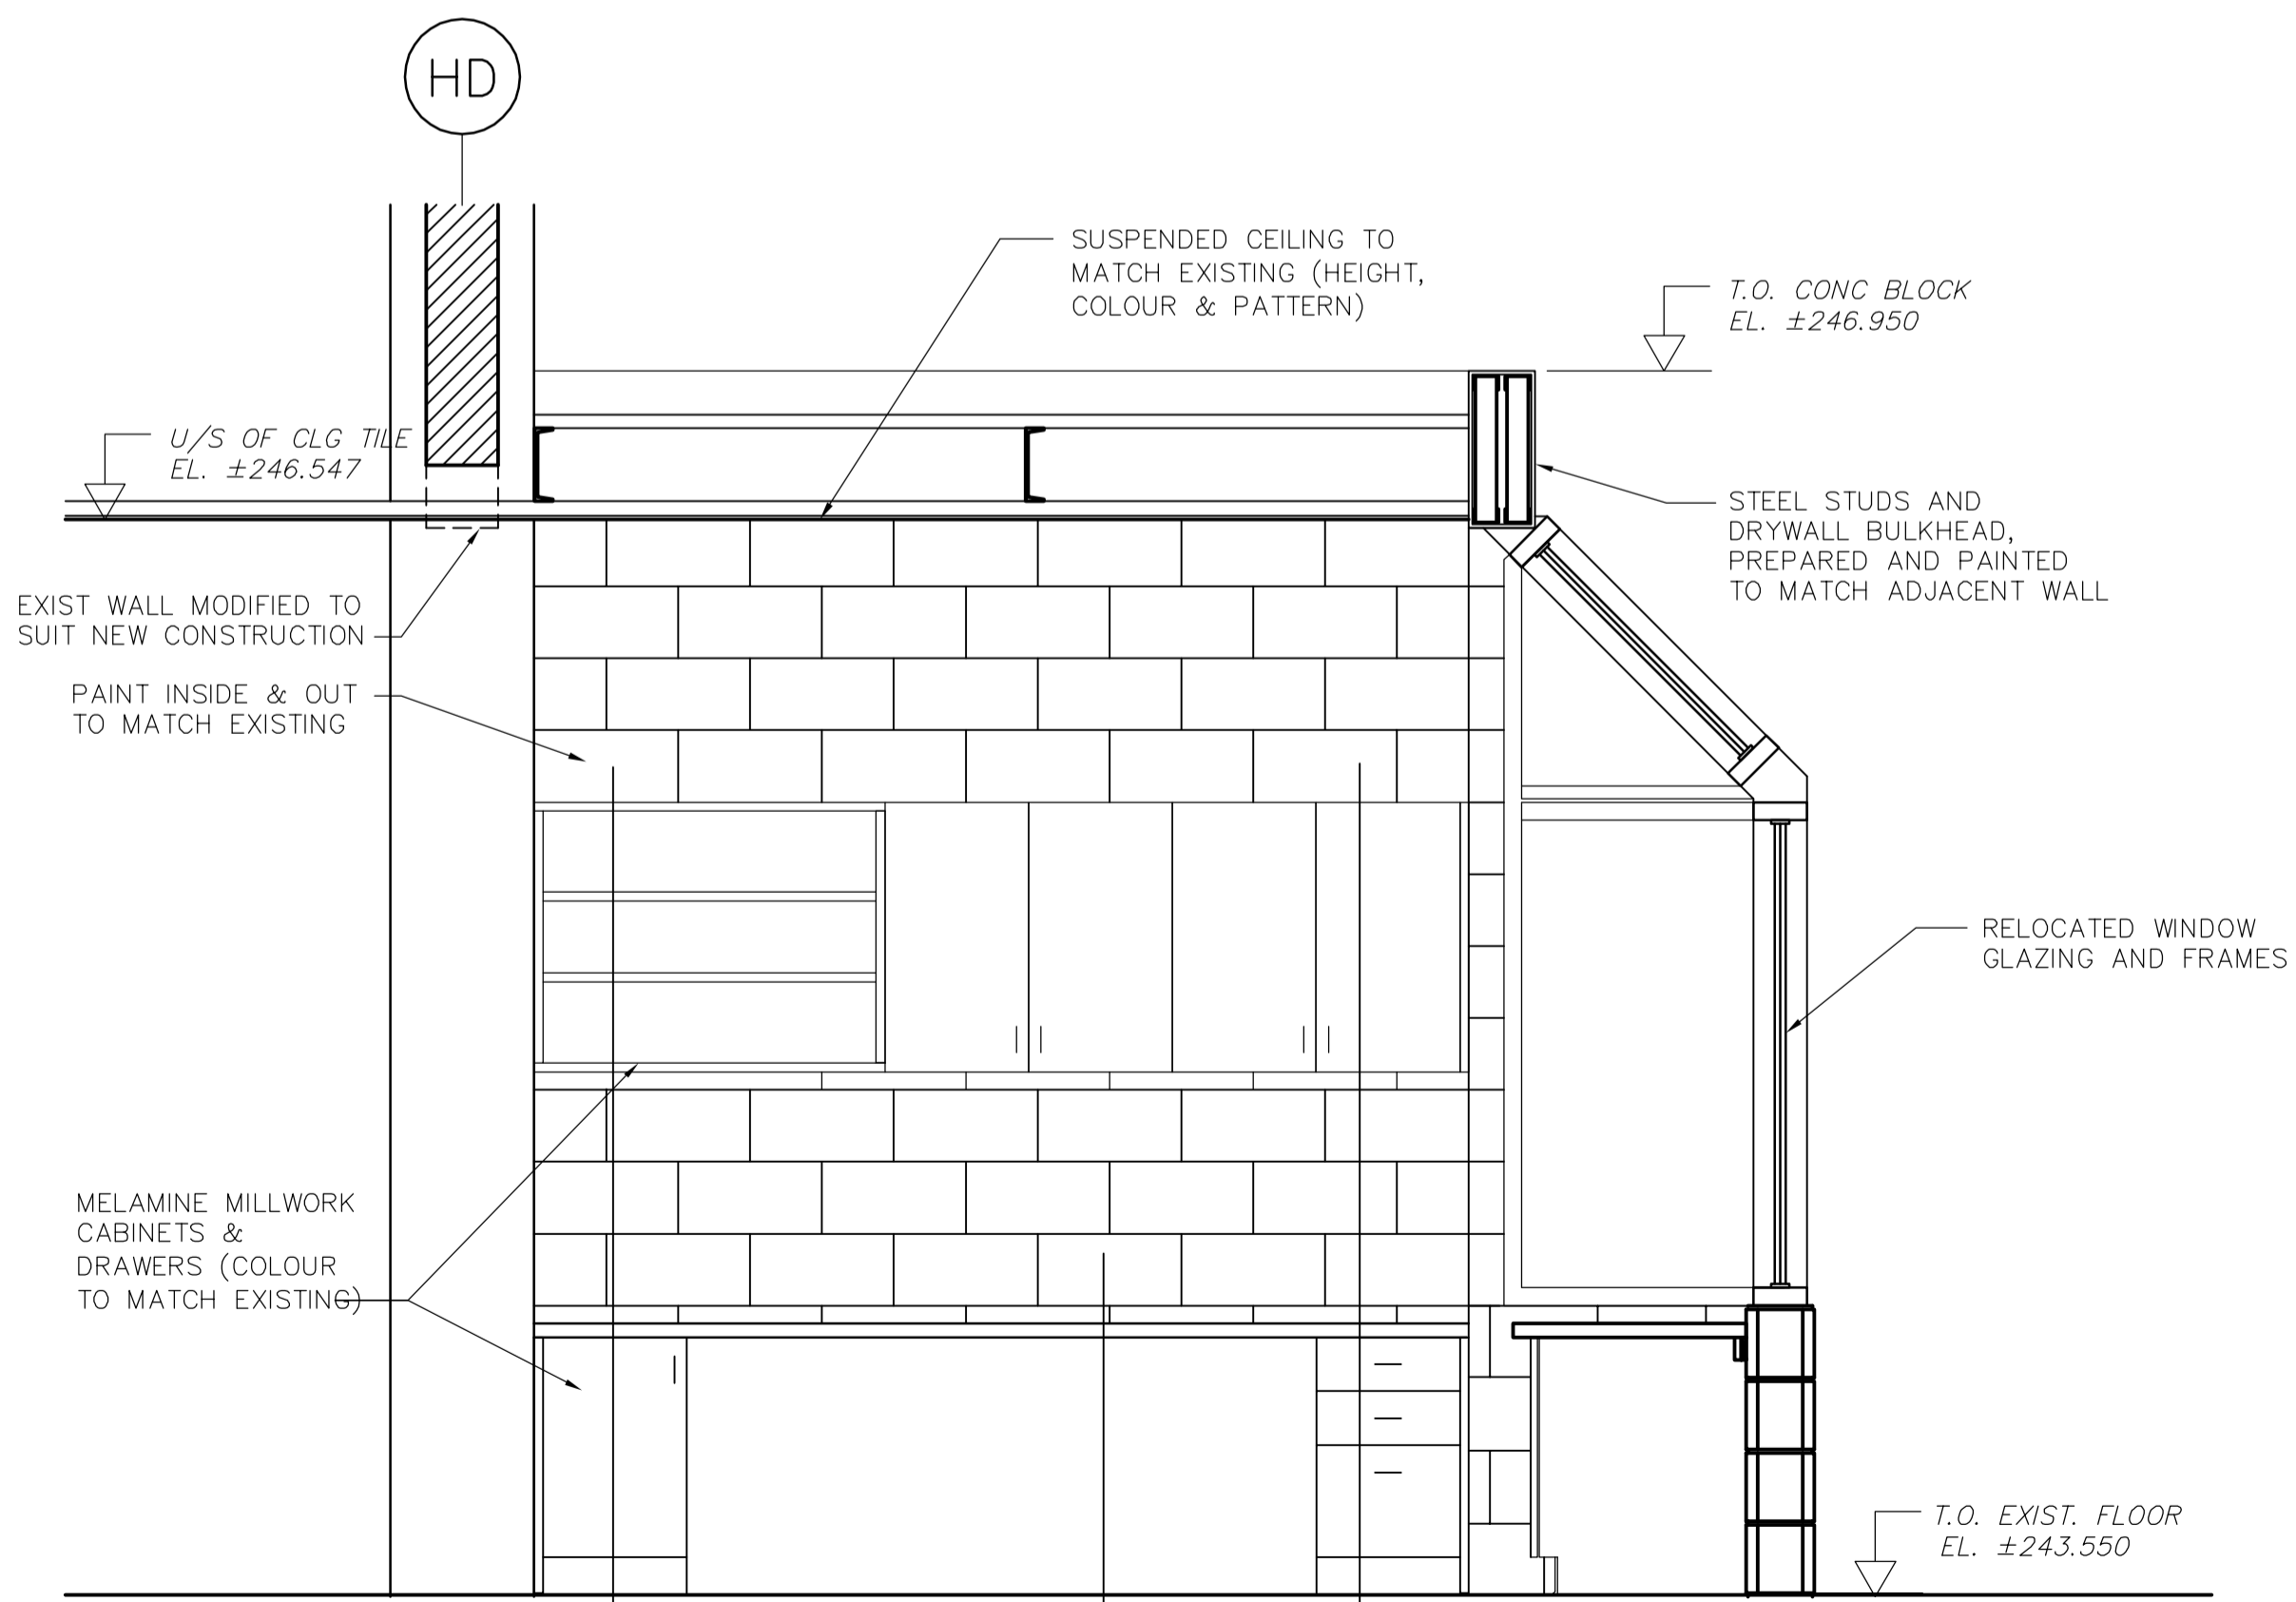 HD
SUSPENDED CEILING TO
MATCH EXISTING (HEIGHT,
COLOUR & PATTERN)
T.O. CONC BLOCK
EL. ±246.950
U/S OF CLG TILE
EL. ±246.547
STEEL STUDS AND
DRYWALL BULKHEAD,
PREPARED AND PAINTED
TO MATCH ADJACENT WALL
EXIST WALL MODIFIED TO
SUIT NEW CONSTRUCTION
PAINT INSIDE & OUT
TO MATCH EXISTING
RELOCATED WINDOW
GLAZING AND FRAMES
MELAMINE MILLWORK
CABINETS &
DRAWERS (COLOUR
TO MATCH EXISTING)
T.O. EXIST. FLOOR
EL. ±243.550